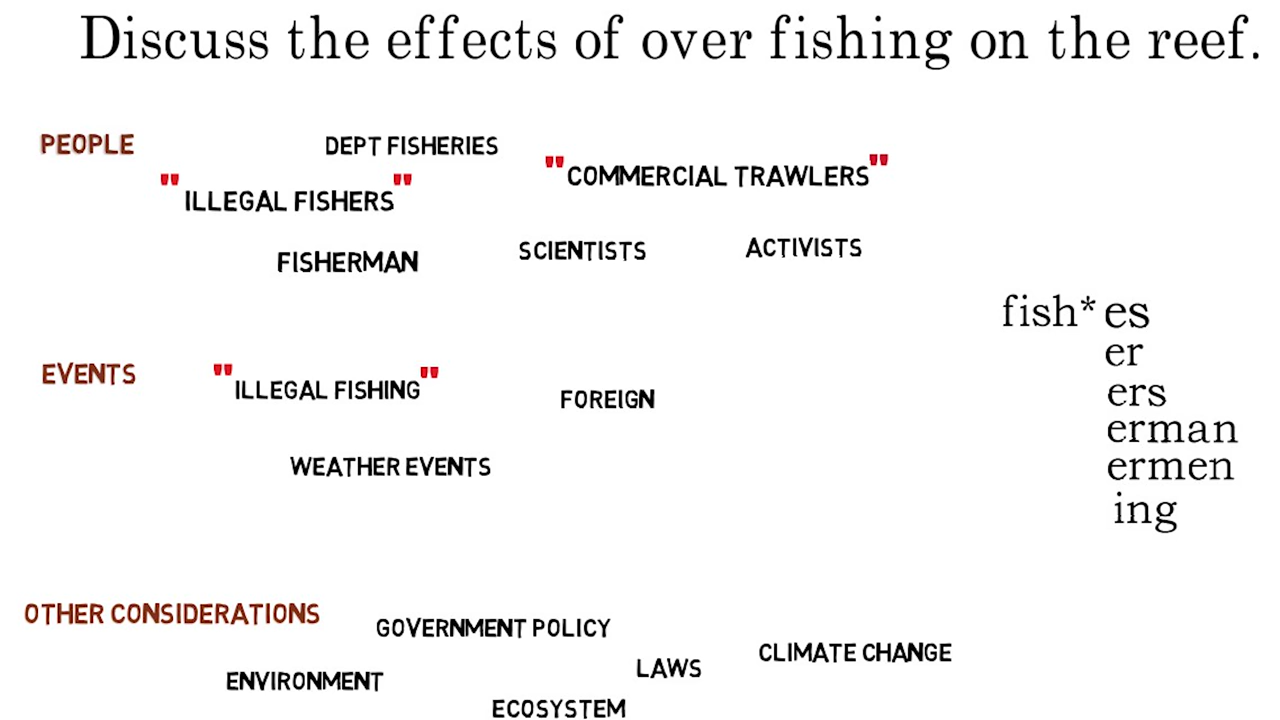 Discuss the effects of over fishing on the reef.
PEOPLE
DEPT FISHERIES
"COMMERCIAL TRAWLERS"
"ILLEGAL FISHERS"
FISHERMAN
SCIENTISTS
ACTIVISTS
fish* es
er
ers
erman
ermen
ing
EVENTS
"ILLEGAL FISHING"
FOREIGN
WEATHER EVENTS
OTHER CONSIDERATIONS
GOVERNMENT POLICY
CLIMATE CHANGE
LAWS
ENVIRONMENT
ECOSYSTEM